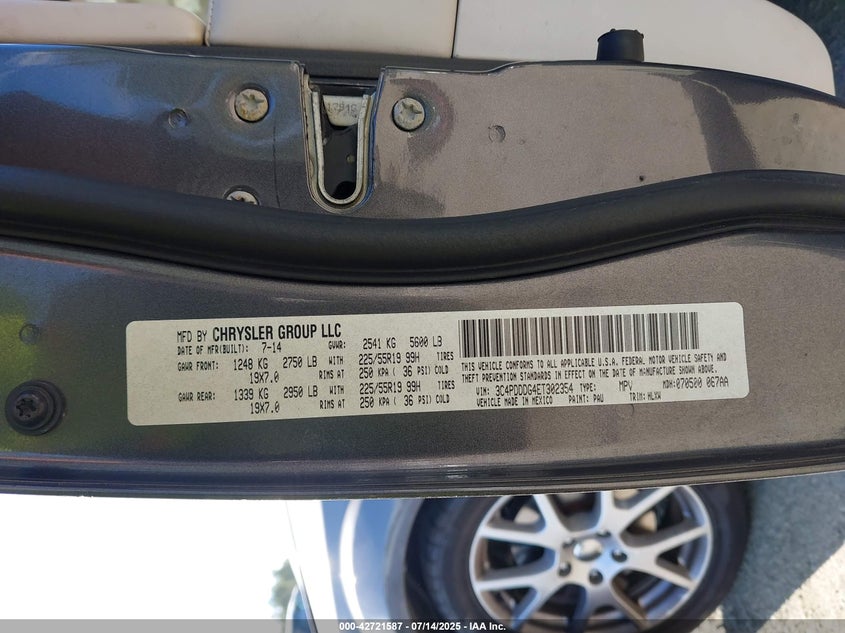 MFD BY CHRYSLER GROUP LLC
DATE OF MFR(BUILT): 7-14 GVWR: 2541 KG 5600 LB
GAWR FRONT: 1248 KG 2750 LB WITH 225/55R19 99H TIRES
19X7.0 RIMS AT 250 KPA ( 36 PSI) COLD
GAWR REAR: 1339 KG 2950 LB WITH 225/55R19 99H TIRES
19X7.0 RIMS AT 250 KPA ( 36 PSI) COLD
THIS VEHICLE CONFORMS TO ALL APPLICABLE U.S.A. FEDERAL MOTOR VEHICLE SAFETY AND
THEFT PREVENTION STANDARDS IN EFFECT ON THE DATE OF MANUFACTURE SHOWN ABOVE.
VIN: 3C4PDDDG4ET302354 TYPE: MPV MDH: 070500 067AA
VEHICLE MADE IN MEXICO PAINT: PAU TRIM: HLXW
000-42721587 - 07/14/2025 - IAA Inc.